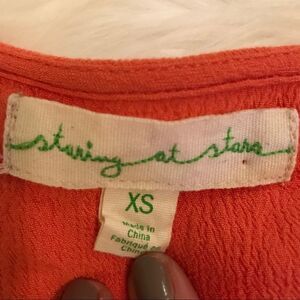 staring at stars
XS
Made in
China
Fabriqué en
Chine